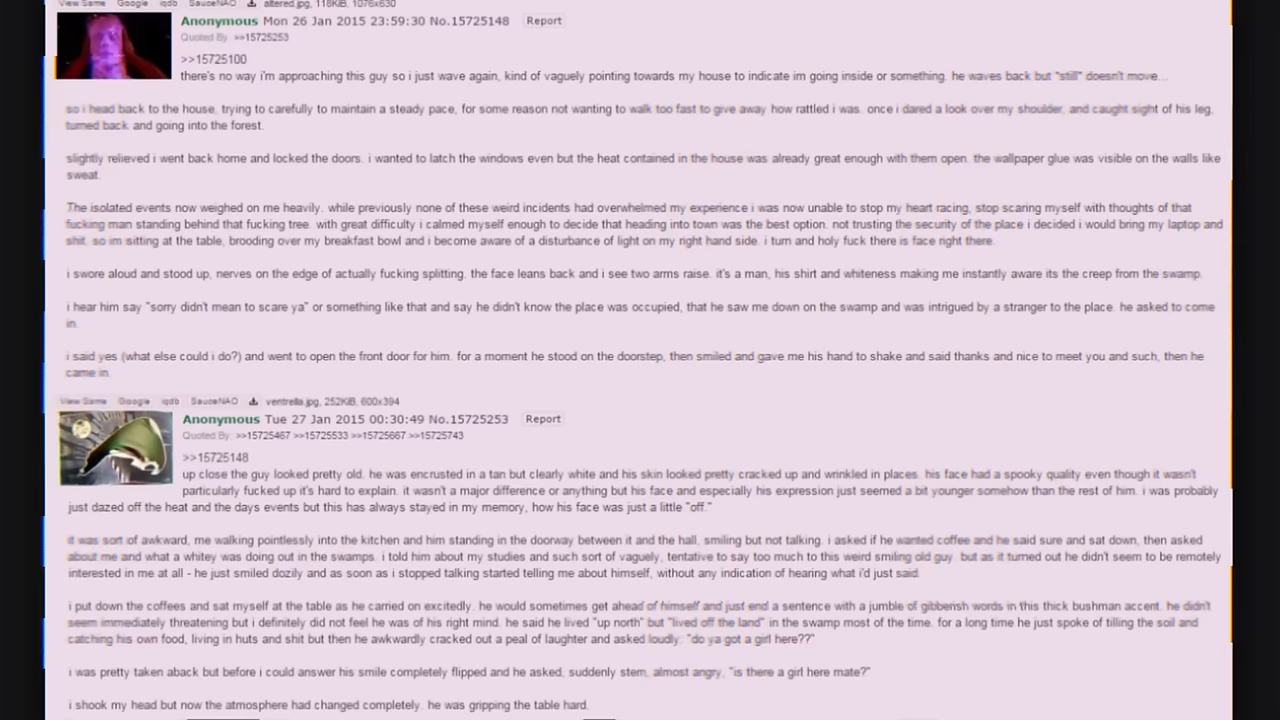 View Same Google iqdb SauceNAO altered.jpg, 118KiB, 1076x630
Anonymous Mon 26 Jan 2015 23:59:30 No.15725148 Report
Quoted By: >>15725253
>>15725100
there's no way i'm approaching this guy so i just wave again, kind of vaguely pointing towards my house to indicate im going inside or something. he waves back but *still* doesn't move...
so i head back to the house, trying to carefully to maintain a steady pace, for some reason not wanting to walk too fast to give away how rattled i was. once i dared a look over my shoulder, and caught sight of his leg,
turned back and going into the forest.
slightly relieved i went back home and locked the doors. i wanted to latch the windows even but the heat contained in the house was already great enough with them open. the wallpaper glue was visible on the walls like
sweat.
The isolated events now weighed on me heavily. while previously none of these weird incidents had overwhelmed my experience i was now unable to stop my heart racing, stop scaring myself with thoughts of that
fucking man standing behind that fucking tree. with great difficulty i calmed myself enough to decide that heading into town was the best option. not trusting the security of the place i decided i would bring my laptop and
shit. so im sitting at the table, brooding over my breakfast bowl and i become aware of a disturbance of light on my right hand side. i turn and holy fuck there is face right there.
i swore aloud and stood up, nerves on the edge of actually fucking splitting. the face leans back and i see two arms raise. it's a man, his shirt and whiteness making me instantly aware its the creep from the swamp.
i hear him say "sorry didn't mean to scare ya" or something like that and say he didn't know the place was occupied, that he saw me down on the swamp and was intrigued by a stranger to the place. he asked to come
in.
i said yes (what else could i do?) and went to open the front door for him. for a moment he stood on the doorstep, then smiled and gave me his hand to shake and said thanks and nice to meet you and such, then he
came in.
View Same Google iqdb SauceNAO ventrella.jpg, 252KiB, 600x394
Anonymous Tue 27 Jan 2015 00:30:49 No.15725253 Report
Quoted By: >>15725467 >>15725533 >>15725667 >>15725743
>>15725148
up close the guy looked pretty old. he was encrusted in a tan but clearly white and his skin looked pretty cracked up and wrinkled in places. his face had a spooky quality even though it wasn't
particularly fucked up it's hard to explain. it wasn't a major difference or anything but his face and especially his expression just seemed a bit younger somehow than the rest of him. i was probably
just dazed off the heat and the days events but this has always stayed in my memory, how his face was just a little "off."
it was sort of awkward, me walking pointlessly into the kitchen and him standing in the doorway between it and the hall, smiling but not talking. i asked if he wanted coffee and he said sure and sat down, then asked
about me and what a whitey was doing out in the swamps. i told him about my studies and such sort of vaguely, tentative to say too much to this weird smiling old guy. but as it turned out he didn't seem to be remotely
interested in me at all - he just smiled dozily and as soon as i stopped talking started telling me about himself, without any indication of hearing what i'd just said.
i put down the coffees and sat myself at the table as he carried on excitedly. he would sometimes get ahead of himself and just end a sentence with a jumble of gibberish words in this thick bushman accent. he didn't
seem immediately threatening but i definitely did not feel he was of his right mind. he said he lived "up north" but "lived off the land" in the swamp most of the time. for a long time he just spoke of tilling the soil and
catching his own food, living in huts and shit but then he awkwardly cracked out a peal of laughter and asked loudly: "do ya got a girl here??"
i was pretty taken aback but before i could answer his smile completely flipped and he asked, suddenly stern, almost angry, "is there a girl here mate?"
i shook my head but now the atmosphere had changed completely. he was gripping the table hard.